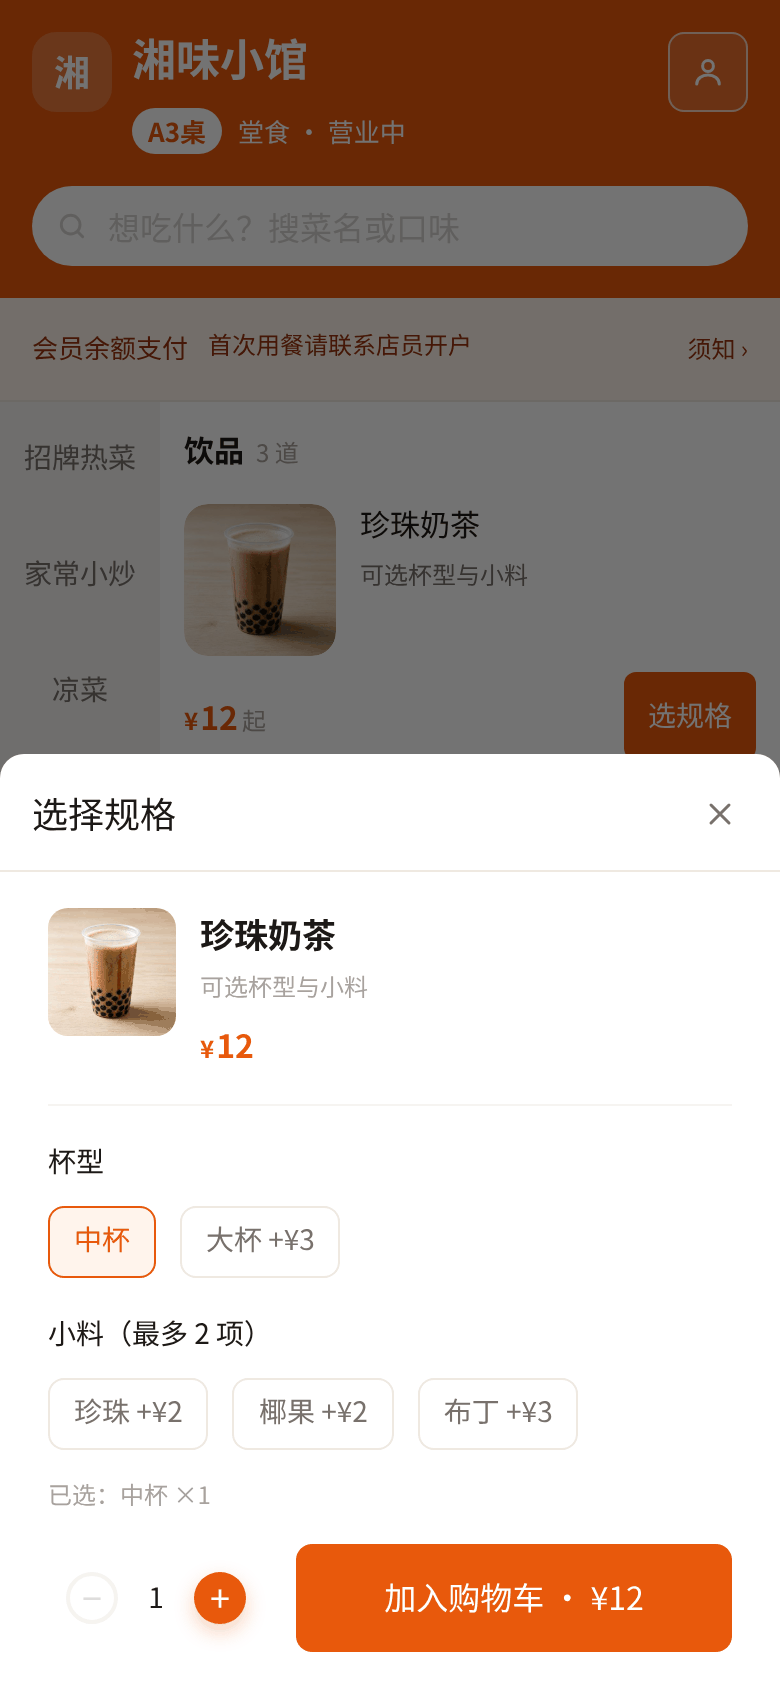 湘
湘味小馆
A3桌 堂食 · 营业中
想吃什么？搜菜名或口味
会员余额支付 首次用餐请联系店员开户 须知 ›
招牌热菜
家常小炒
凉菜
饮品 3 道
珍珠奶茶
可选杯型与小料
¥12 起
选规格
选择规格
珍珠奶茶
可选杯型与小料
¥12
杯型
中杯 大杯 +¥3
小料（最多 2 项）
珍珠 +¥2 椰果 +¥2 布丁 +¥3
已选：中杯 ×1
− 1 + 加入购物车 · ¥12